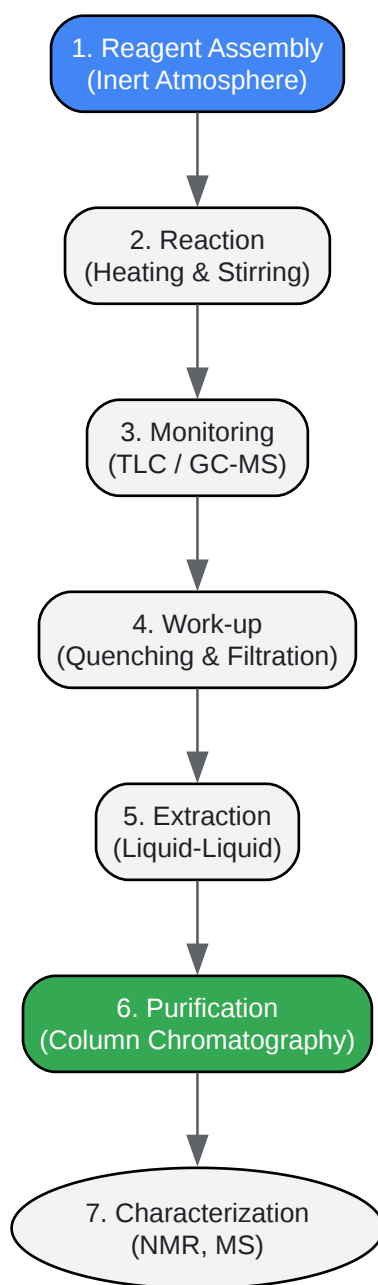 1. Reagent Assembly
(Inert Atmosphere)
2. Reaction
(Heating & Stirring)
3. Monitoring
(TLC / GC-MS)
4. Work-up
(Quenching & Filtration)
5. Extraction
(Liquid-Liquid)
6. Purification
(Column Chromatography)
7. Characterization
(NMR, MS)